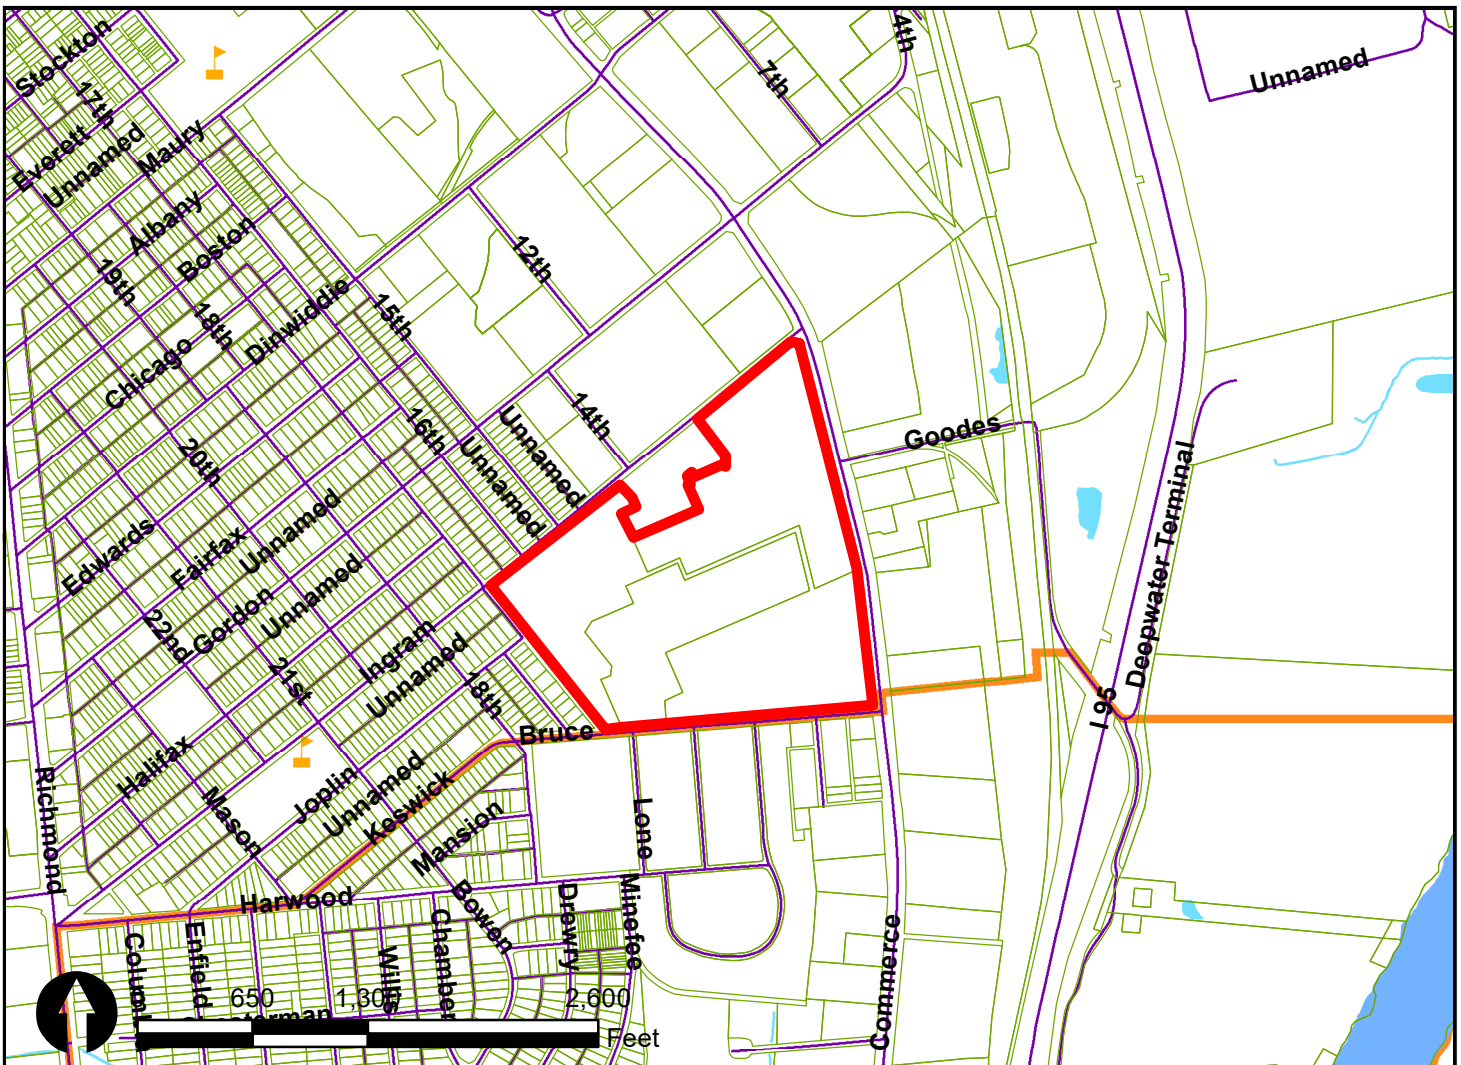 Stockton
4th
7th
Unnamed
17th
Everett
Unnamed
Maury
Albany
Boston
12th
19th
18th
Dinwiddie
15th
Chicago
16th
14th
Unnamed
Unnamed
Goodes
20th
Edwards
Fairfax
Unnamed
Deepwater Terminal
22nd
Gordon
Unnamed
21st
Ingram
Unnamed
18th
I 95
Bruce
Halifax
Richmond
Mason
Joplin
Unnamed
Keswick
Mansion
Lone
Harwood
Bowen
Drewry
Minefee
Enfield
Willis
Chamber
Commerce
650
1,300
2,600
Feet